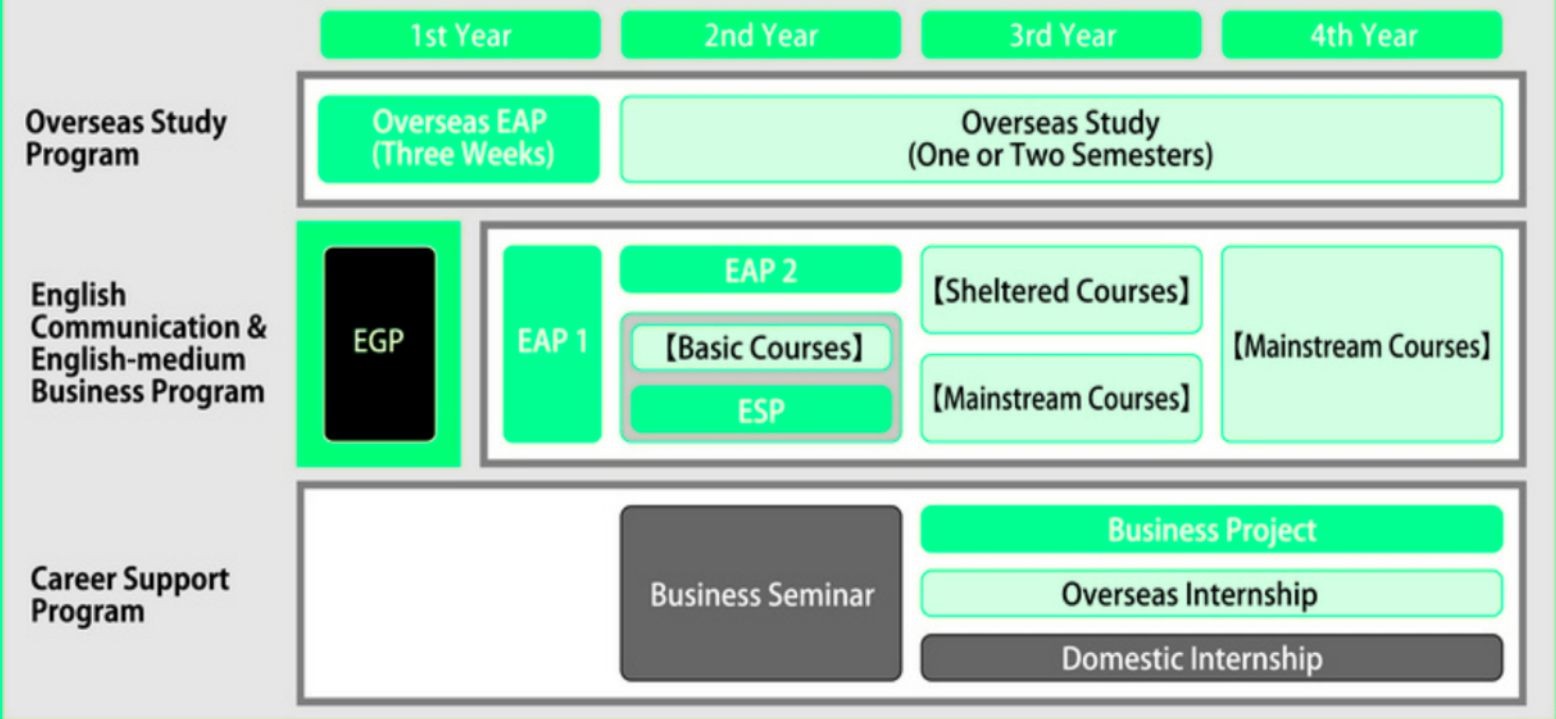 1st Year
2nd Year
3rd Year
4th Year
Overseas Study
Program
Overseas EAP
(Three Weeks)
Overseas Study
(One or Two Semesters)
English
Communication &
English-medium
Business Program
EGP
EAP 1
EAP 2
【Basic Courses】
ESP
【Sheltered Courses】
【Mainstream Courses】
【Mainstream Courses】
Career Support
Program
Business Seminar
Business Project
Overseas Internship
Domestic Internship